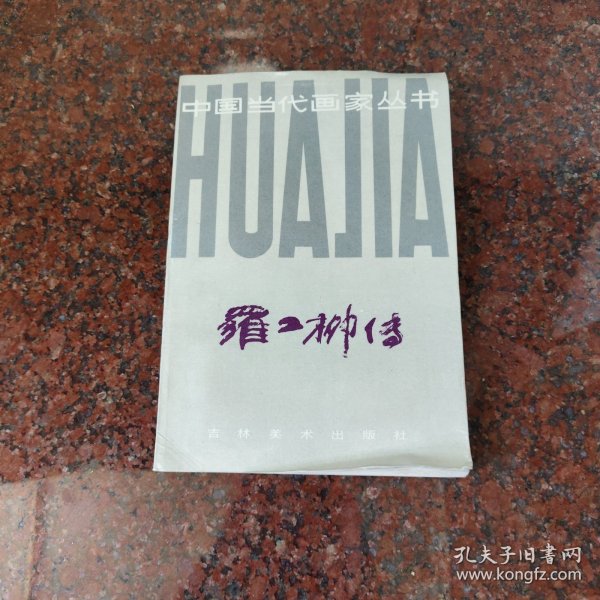 中国当代画家丛书
HUAJIA
羅工柳传
吉林美术出版社
孔夫子旧书网
www.kongfz.com